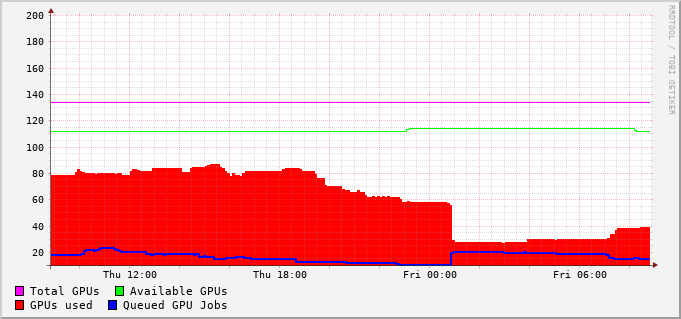 200
180
160
140
120
100
80
60
40
20
Thu 12:00 Thu 18:00 Fri 00:00 Fri 06:00
Total GPUs Available GPUs
GPUs used Queued GPU Jobs
RRDTOOL / TOBI OETIKER